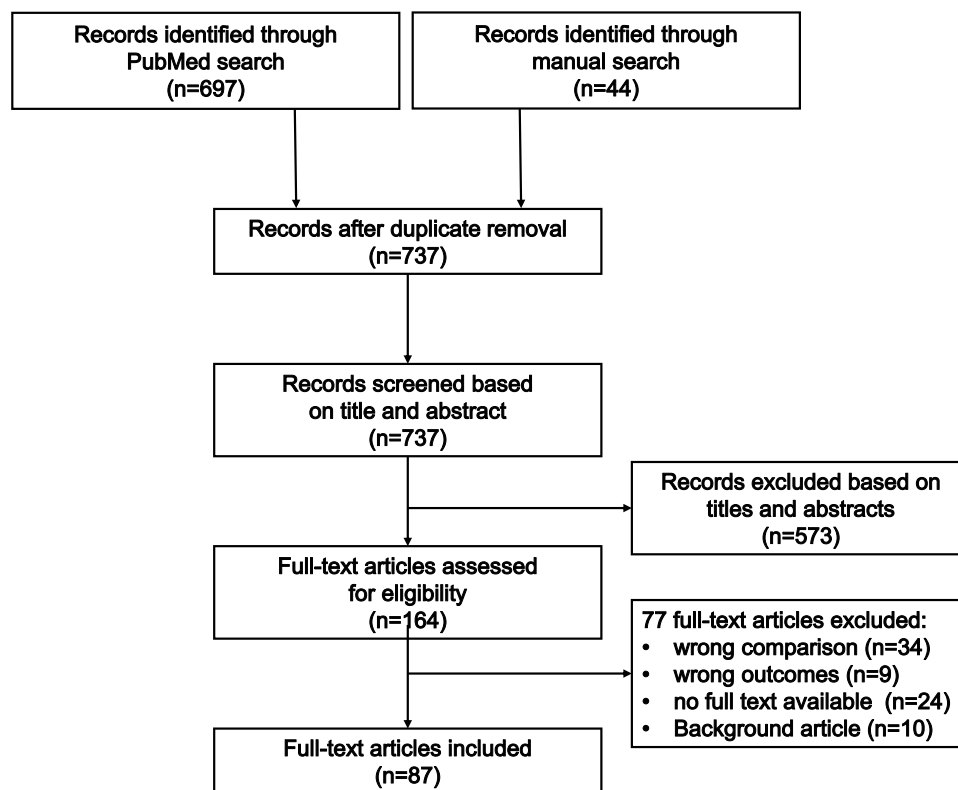 Records identified through
PubMed search
(n=697)
Records identified through
manual search
(n=44)
Records after duplicate removal
(n=737)
Records screened based
on title and abstract
(n=737)
Records excluded based on
titles and abstracts
(n=573)
Full-text articles assessed
for eligibility
(n=164)
77 full-text articles excluded:
• wrong comparison (n=34)
• wrong outcomes (n=9)
• no full text available (n=24)
• Background article (n=10)
Full-text articles included
(n=87)